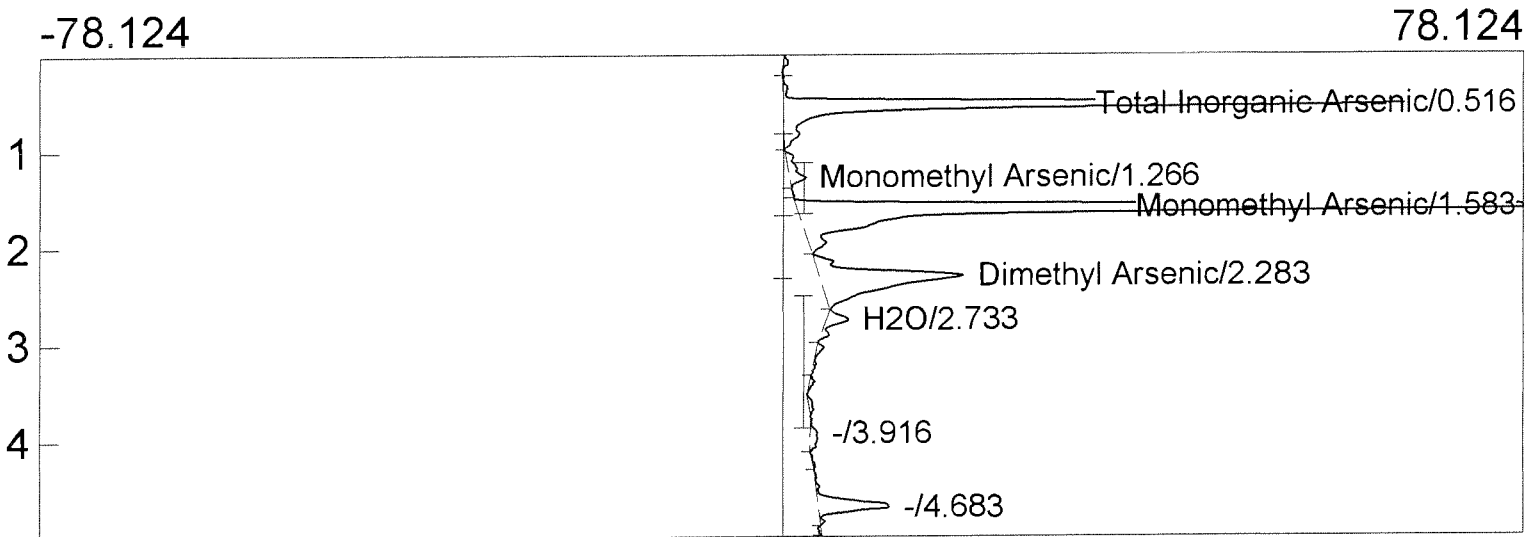 -78.124 78.124
Total Inorganic Arsenic/0.516
1
Monomethyl Arsenic/1.266
Monomethyl Arsenic/1.583
2
Dimethyl Arsenic/2.283
H2O/2.733
3
-/3.916
4
-/4.683